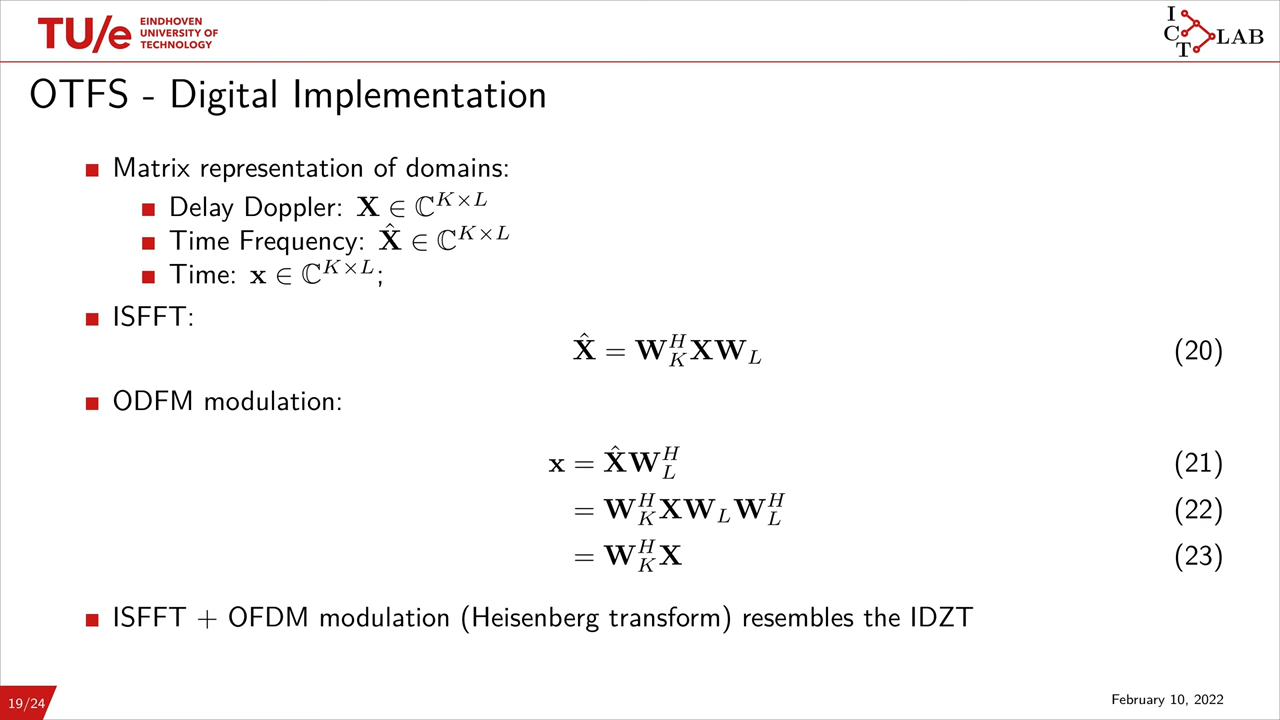 TU/e EINDHOVEN
UNIVERSITY OF
TECHNOLOGY
I
C
T LAB
OTFS - Digital Implementation
Matrix representation of domains:
Delay Doppler: X ∈ ℂ^{K×L}
Time Frequency: X̂ ∈ ℂ^{K×L}
Time: x ∈ ℂ^{K×L};
ISFFT:
X̂ = W_K^H X W_L (20)
ODFM modulation:
x = X̂ W_L^H (21)
= W_K^H X W_L W_L^H (22)
= W_K^H X (23)
ISFFT + OFDM modulation (Heisenberg transform) resembles the IDZT
19/24
February 10, 2022